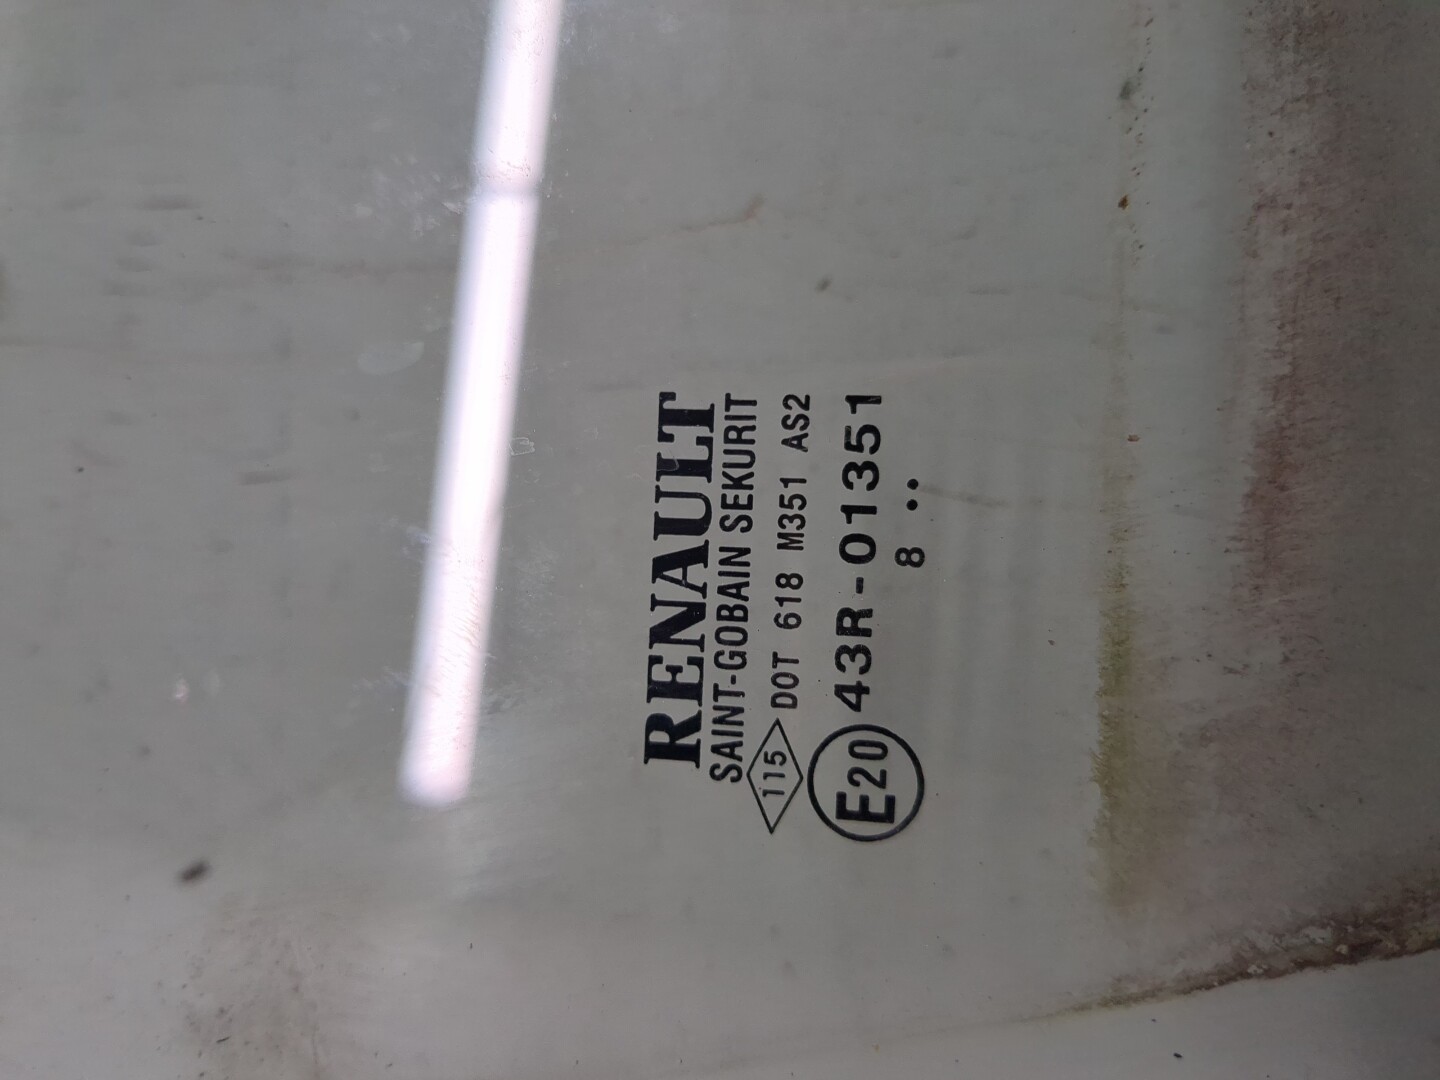 RENAULT
SAINT-GOBAIN SEKURIT
115 DOT 618 M351 AS2
E20 43R-01351
8 ..